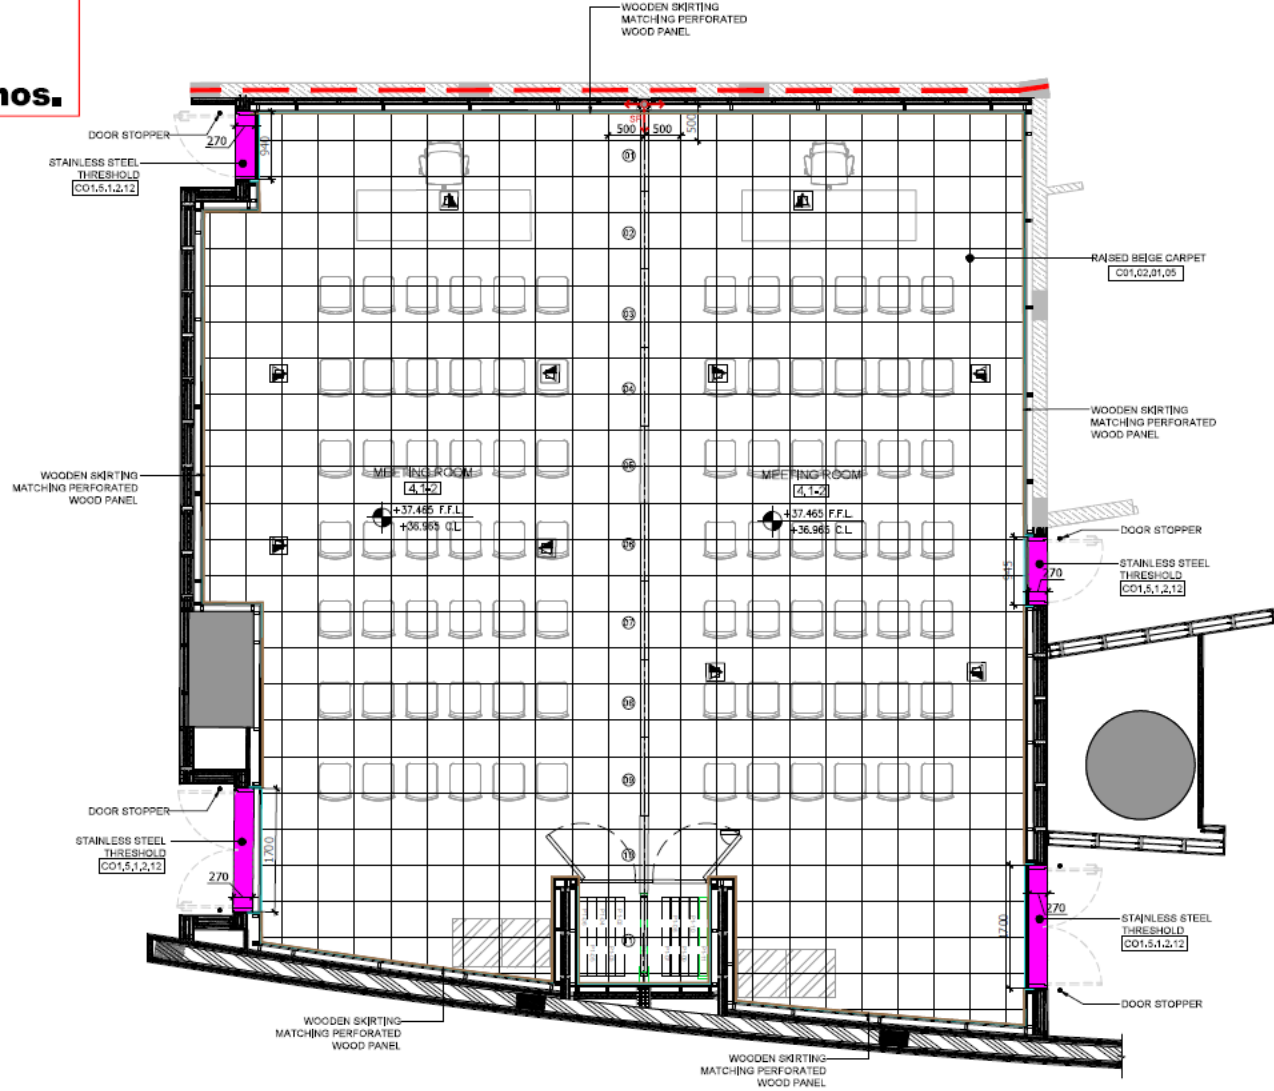 WOODEN SKIRTING
MATCHING PERFORATED
WOOD PANEL
nos.
DOOR STOPPER
270
940
STAINLESS STEEL
THRESHOLD
CO1.5.1.2.12
500
500
500
01
02
RAISED BEIGE CARPET
C01,02,01,05
03
04
WOODEN SKIRTING
MATCHING PERFORATED
WOOD PANEL
05
WOODEN SKIRTING
MATCHING PERFORATED
WOOD PANEL
MEETING ROOM
4.1-2
+37.465 F.F.L.
+36.965 C.L.
MEETING ROOM
4.1-2
+37.465 F.F.L.
+36.965 C.L.
DOOR STOPPER
06
945
270
STAINLESS STEEL
THRESHOLD
CO1,5,1,2,12
07
08
09
DOOR STOPPER
STAINLESS STEEL
THRESHOLD
CO1,5,1,2,12
1700
270
270
1700
STAINLESS STEEL
THRESHOLD
CO1.5.1.2.12
DOOR STOPPER
WOODEN SKIRTING
MATCHING PERFORATED
WOOD PANEL
WOODEN SKIRTING
MATCHING PERFORATED
WOOD PANEL